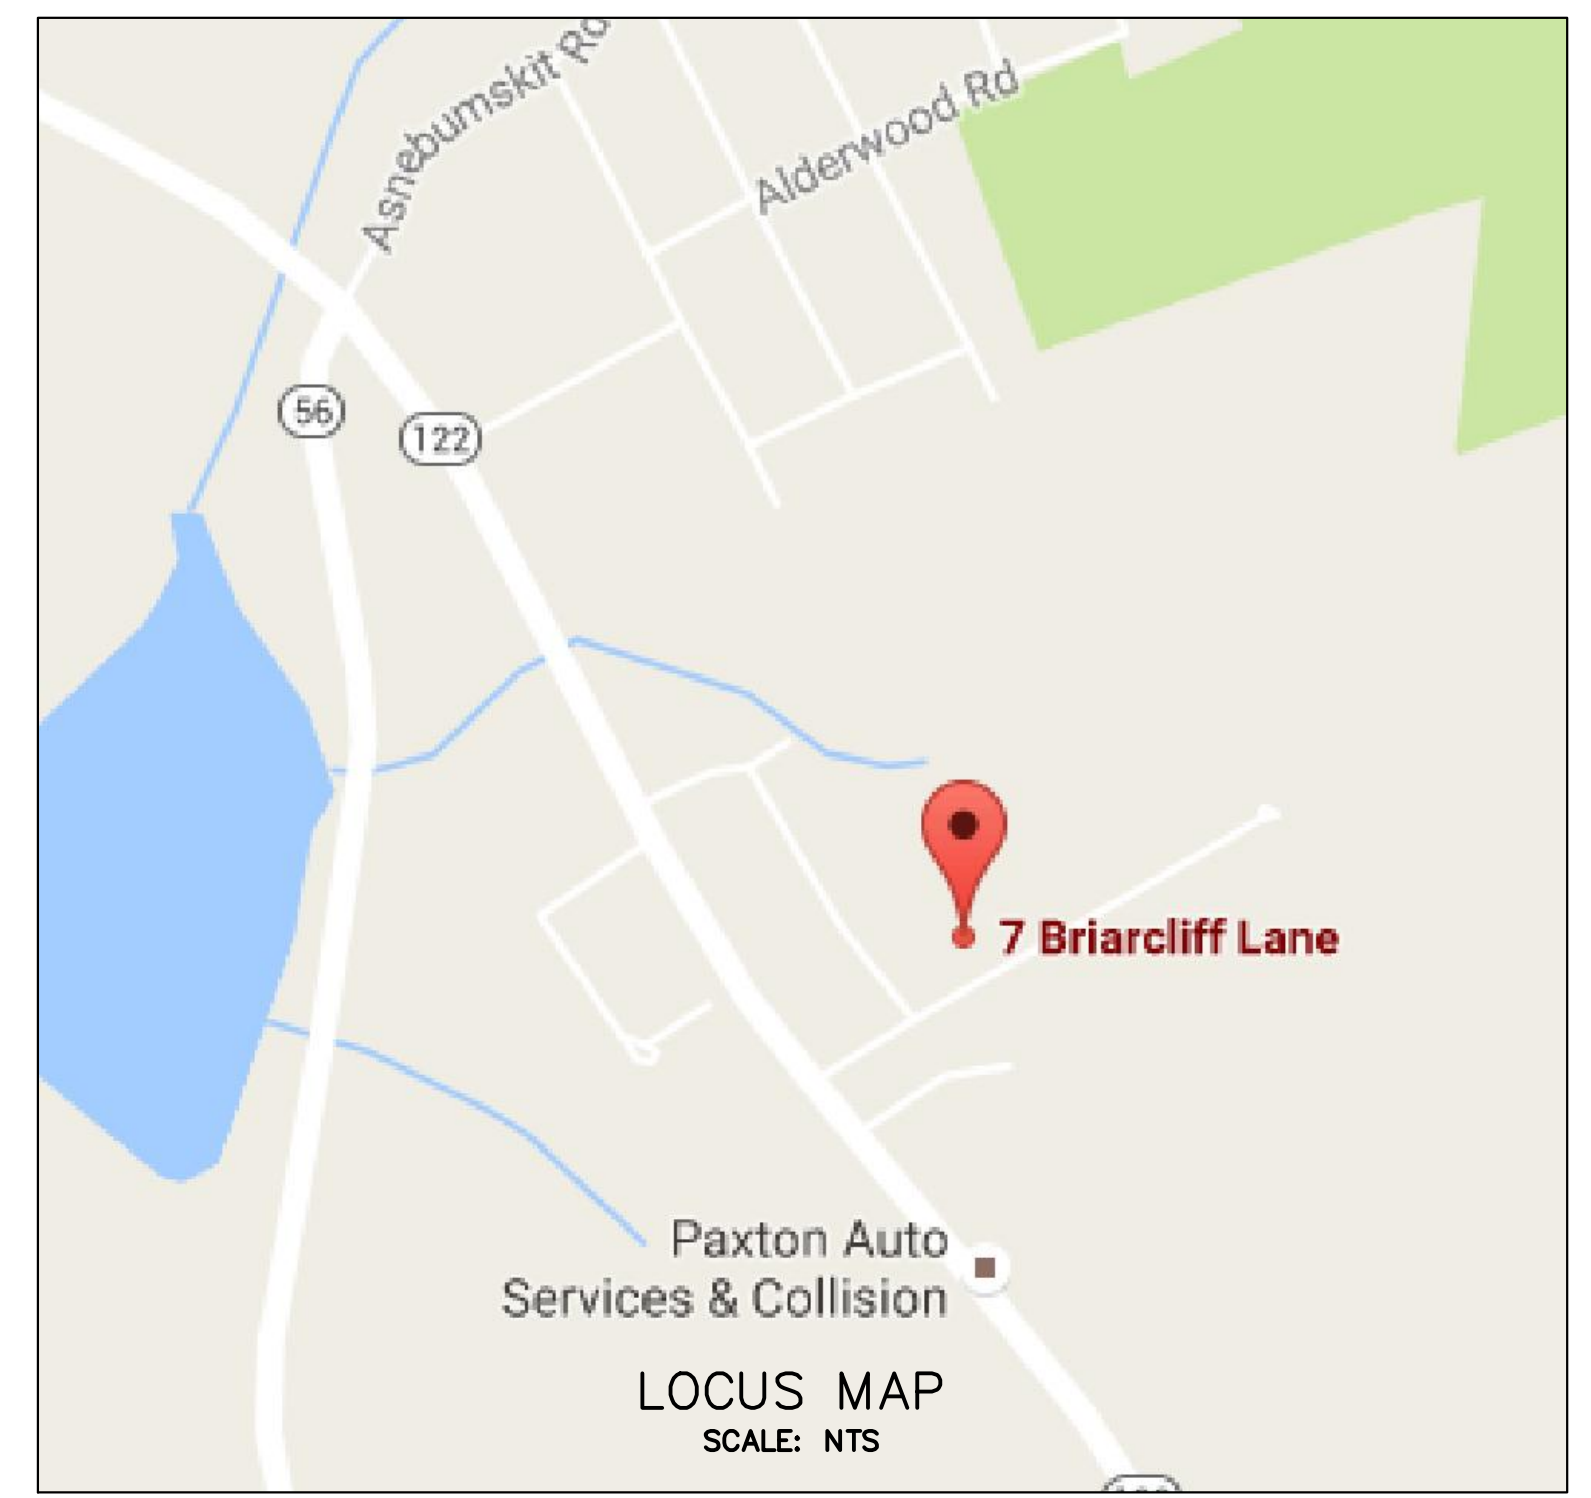 Asnebumskit Rd
Alderwood Rd
56
122
7 Briarcliff Lane
Paxton Auto
Services & Collision
LOCUS MAP
SCALE: NTS